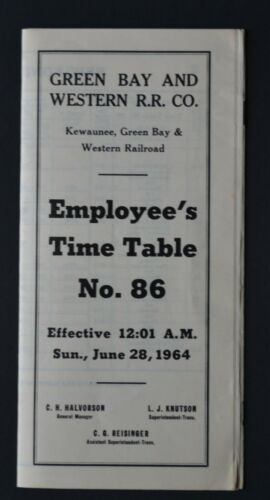 GREEN BAY AND
WESTERN R.R. CO.
Kewaunee, Green Bay &
Western Railroad
Employee's
Time Table
No. 86
Effective 12:01 A.M.
Sun., June 28, 1964
C. H. HALVORSON
General Manager
L. J. KNUTSON
Superintendent-Trans.
C. G. REISINGER
Assistant Superintendent-Trans.